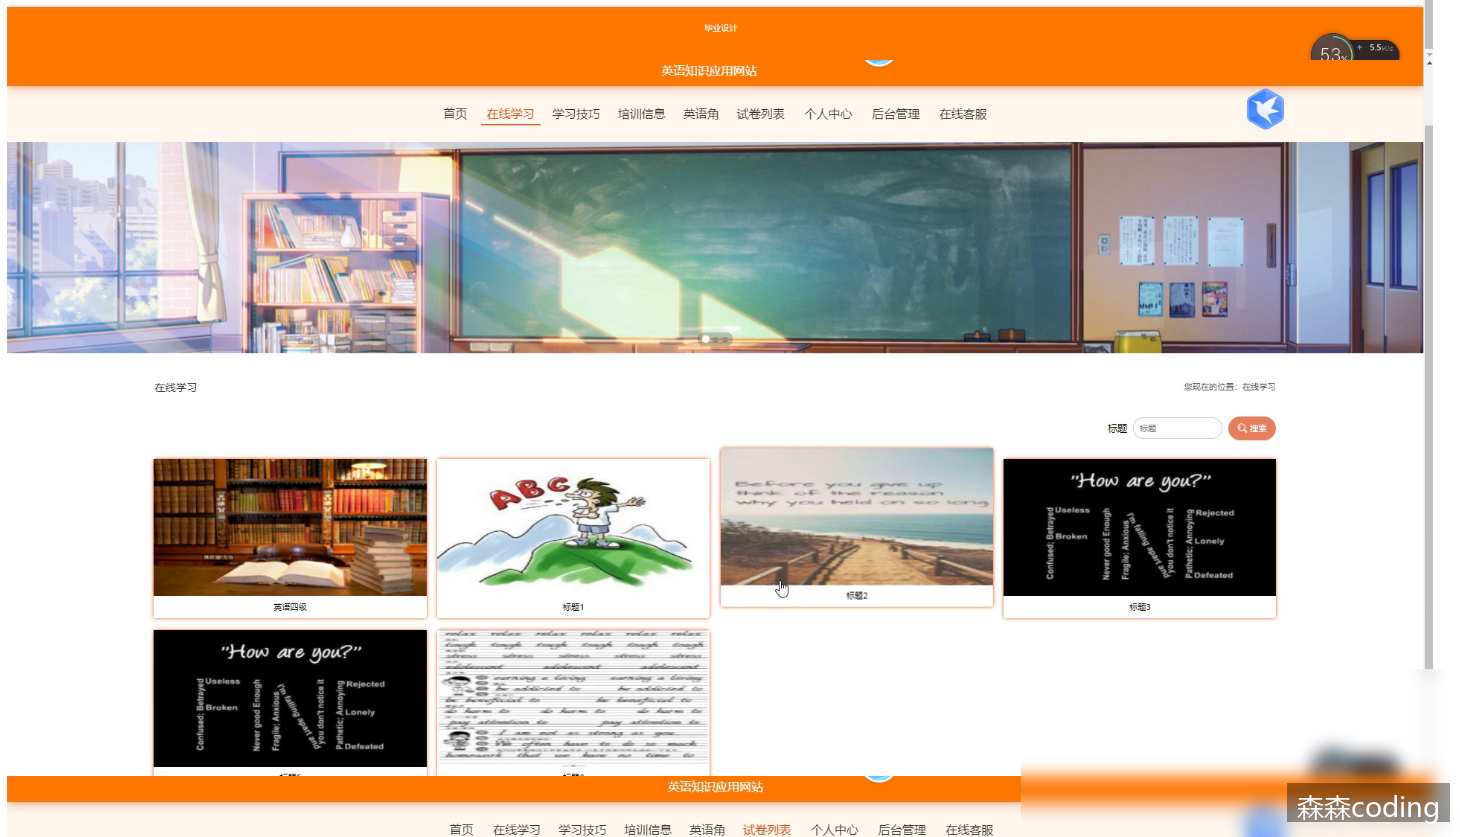 毕业设计
53%
+ 5.5K/s
英语知识应用网站
首页 在线学习 学习技巧 培训信息 英语角 试卷列表 个人中心 后台管理 在线客服
在线学习
您现在的位置：在线学习
标题 标题 搜索
Before you give up
think of the reason
why you held on so long.
ABC
"How are you?"
Useless
Confused; Betrayed
Broken
Never good Enough
Fragile; Anxious
I'm falling apart and
you don't notice it
Pathetic; Annoying
Rejected
Lonely
Defeated
英语四级
标题1
标题2
标题3
"How are you?"
Useless
Confused; Betrayed
Broken
Never good Enough
Fragile; Anxious
I'm falling apart and
you don't notice it
Pathetic; Annoying
Rejected
Lonely
Defeated
relax relax relax relax relax relax
tough tough tough tough tough tough
stress stress stress stress
adolescent adolescent adolescent
earning a living earning a living
be addicted to be addicted to
be beneficial to be beneficial to
do harm to do harm to do harm to
pay attention to pay attention to
I am not as strong as you.
We often have to do so much
homework that we have no time to
英语知识应用网站
首页 在线学习 学习技巧 培训信息 英语角 试卷列表 个人中心 后台管理 在线客服
森森coding